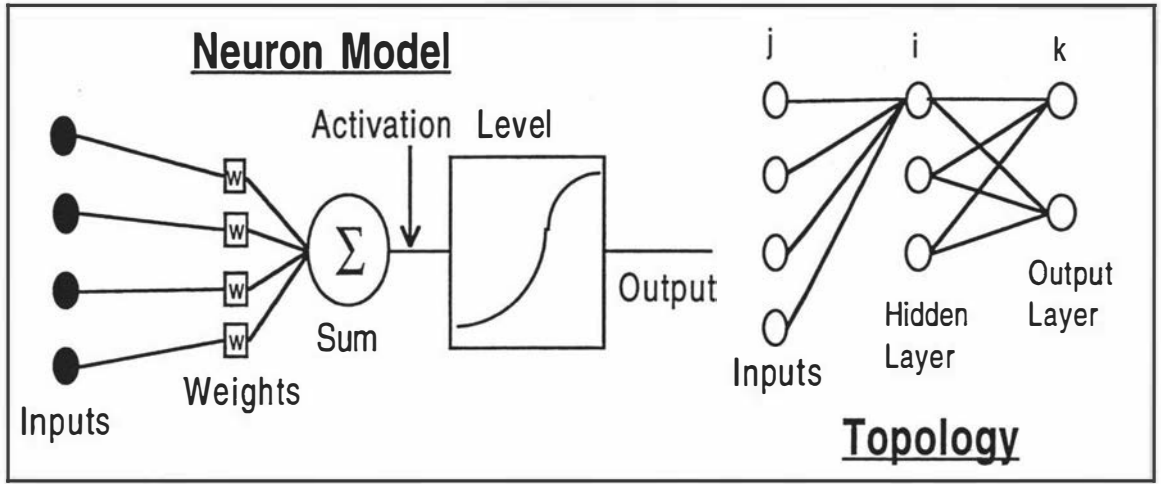 Neuron Model
Activation Level
w
w
w
w
Σ
Sum
Output
Weights
Inputs
j i k
Inputs
Hidden
Layer
Output
Layer
Topology